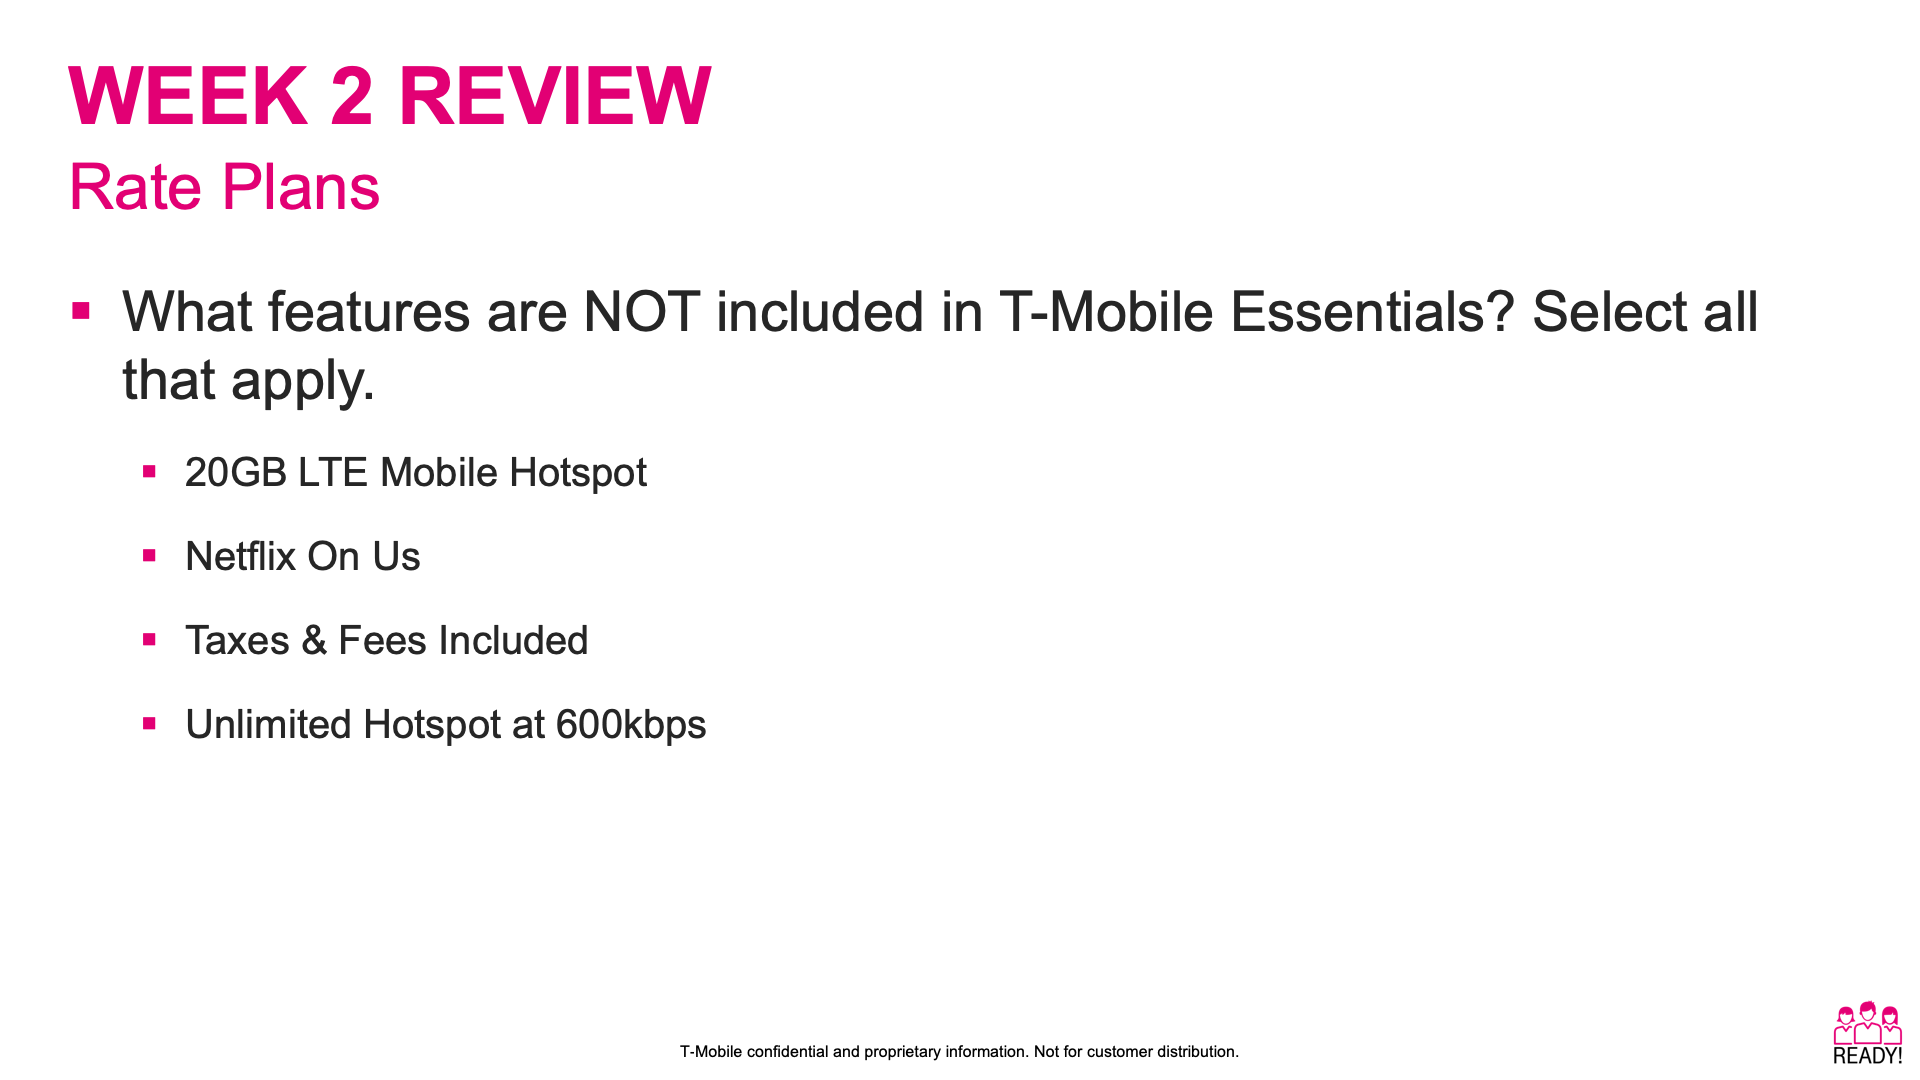 WEEK 2 REVIEW
Rate Plans
What features are NOT included in T-Mobile Essentials? Select all
that apply.
20GB LTE Mobile Hotspot
Netflix On Us
Taxes & Fees Included
Unlimited Hotspot at 600kbps
T-Mobile confidential and proprietary information. Not for customer distribution.
READY!